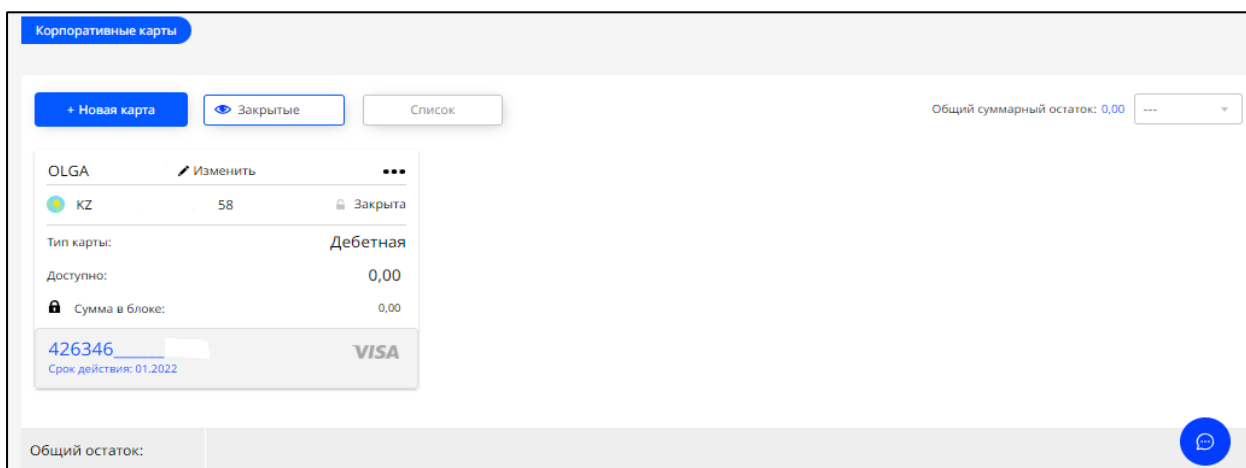 Корпоративные карты
+ Новая карта Закрытые Список Общий суммарный остаток: 0,00 ---
OLGA Изменить •••
KZ 58 Закрыта
Тип карты: Дебетная
Доступно: 0,00
Сумма в блоке: 0,00
426346______ VISA
Срок действия: 01.2022
Общий остаток: